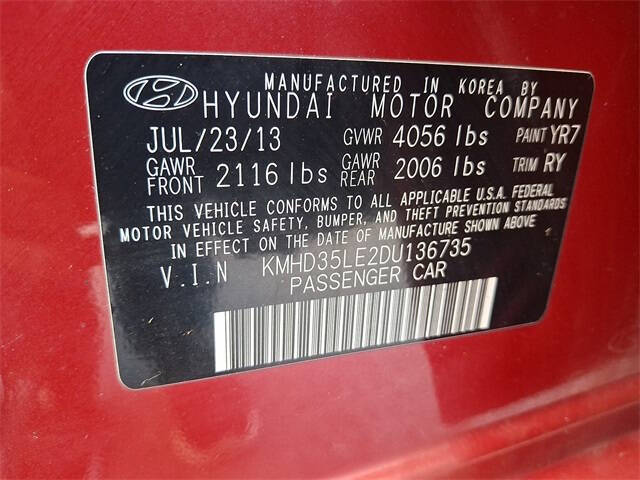 MANUFACTURED IN KOREA BY
HYUNDAI MOTOR COMPANY
JUL/23/13 GVWR 4056 lbs PAINT YR7
GAWR FRONT 2116 lbs GAWR REAR 2006 lbs TRIM RY
THIS VEHICLE CONFORMS TO ALL APPLICABLE U.S.A. FEDERAL
MOTOR VEHICLE SAFETY, BUMPER, AND THEFT PREVENTION STANDARDS
IN EFFECT ON THE DATE OF MANUFACTURE SHOWN ABOVE
V.I.N KMHD35LE2DU136735
PASSENGER CAR